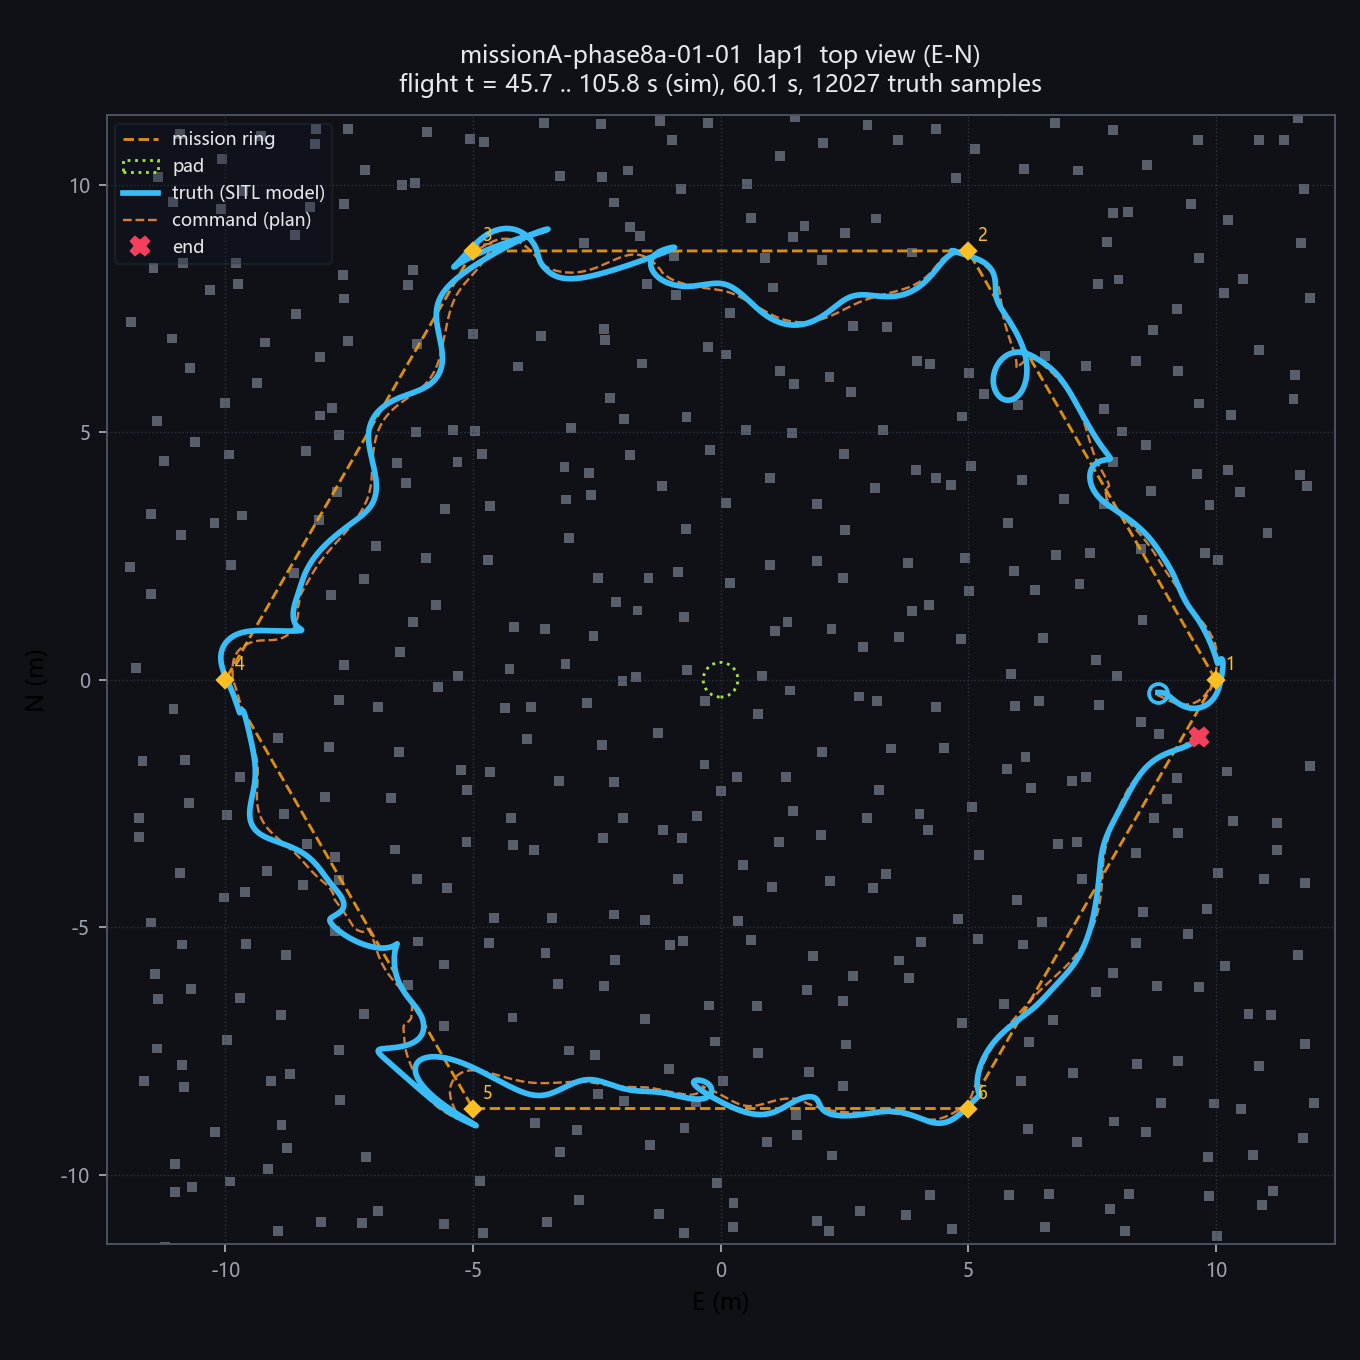 missionA-phase8a-01-01 lap1 top view (E-N)
flight t = 45.7 .. 105.8 s (sim), 60.1 s, 12027 truth samples
mission ring
pad
truth (SITL model)
command (plan)
end
3
2
4
1
5
6
10
5
0
-5
-10
N (m)
-10
-5
0
5
10
E (m)